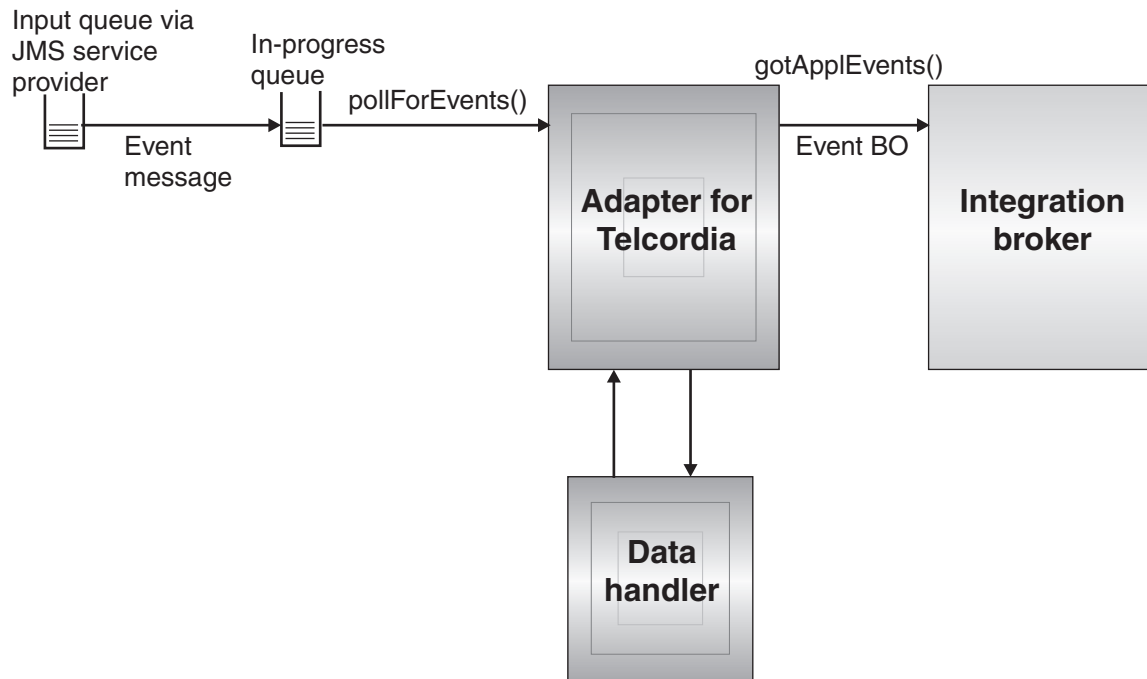 Input queue via
JMS service
provider
In-progress
queue
Event
message
pollForEvents()
gotApplEvents()
Event BO
Adapter for
Telcordia
Integration
broker
Data
handler